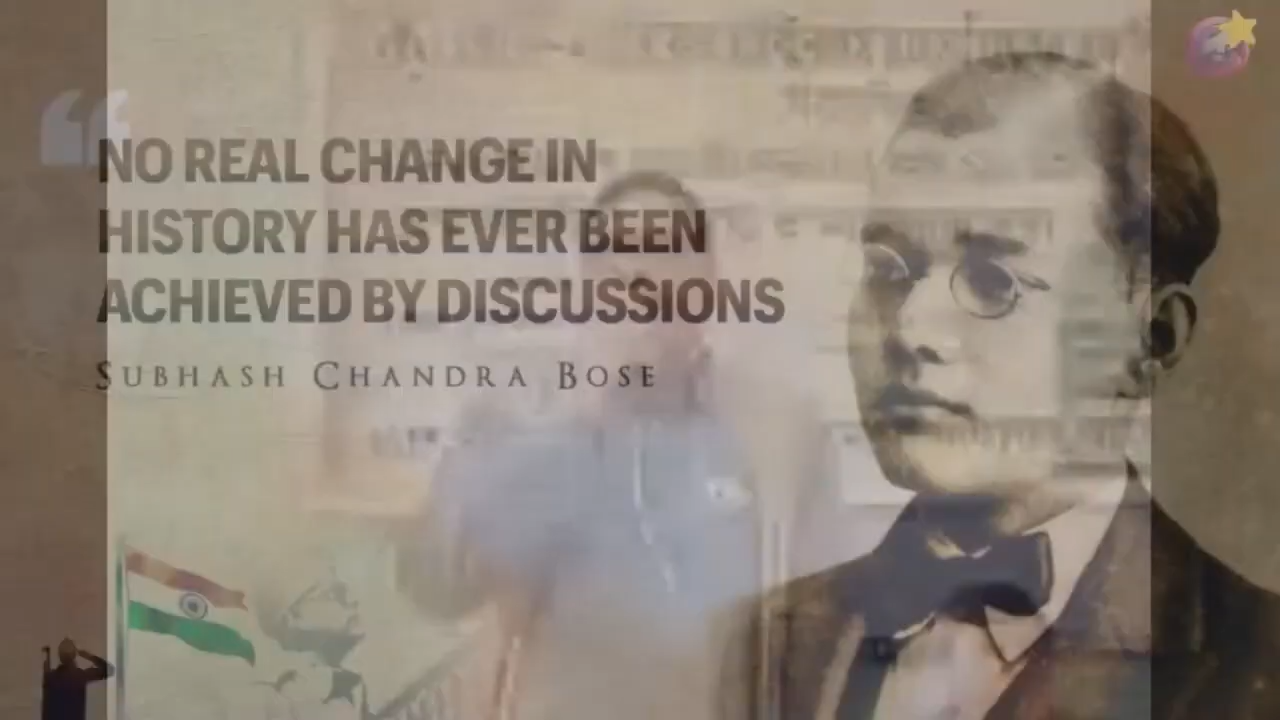 NO REAL CHANGE IN
HISTORY HAS EVER BEEN
ACHIEVED BY DISCUSSIONS
SUBHASH CHANDRA BOSE